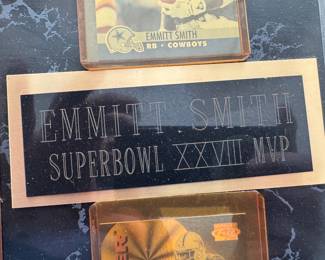 EMMITT SMITH
RB • COWBOYS
EMMITT SMITH
SUPERBOWL XXVIII MVP